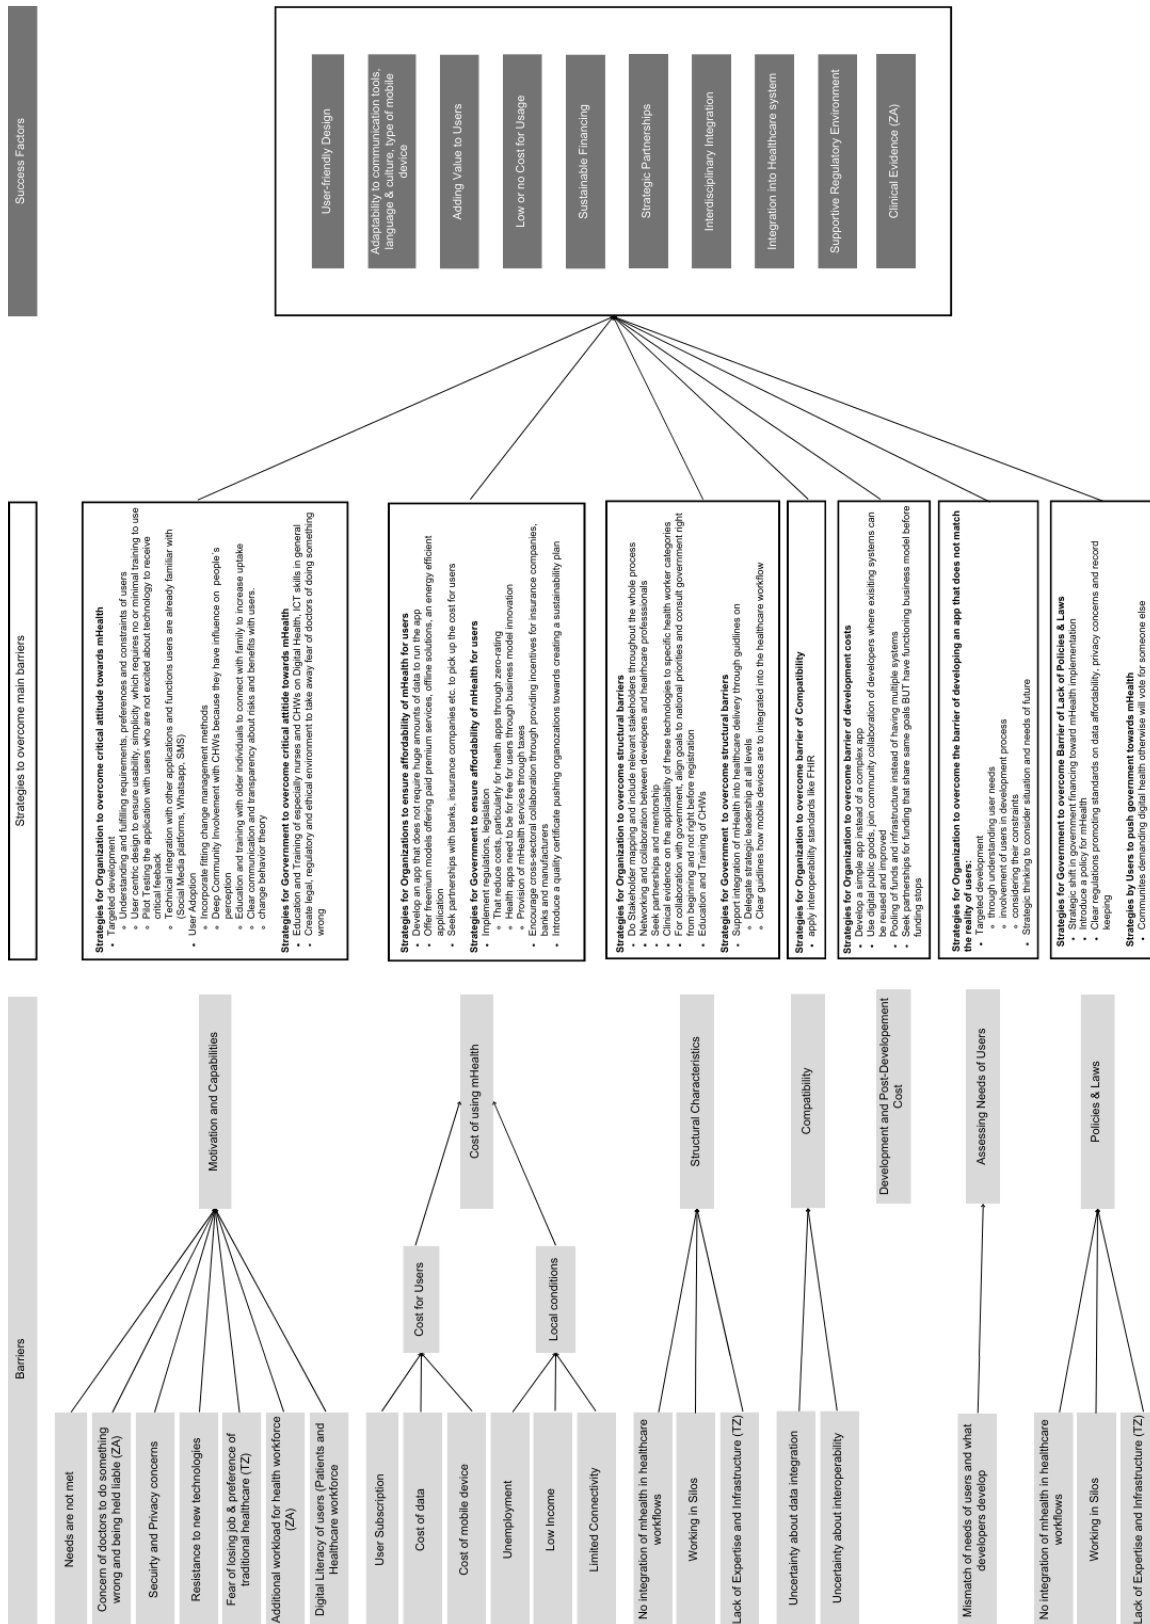 Barriers
Strategies to overcome main barriers
Success Factors
Needs are not met
Concern of doctors to do something
wrong and being held liable (ZA)
Secuirty and Privacy concerns
Resistance to new technologies
Fear of losing job & preference of
traditional healthcare (TZ)
Additional workload for health workforce
(ZA)
Digital Literacy of users (Patients and
Healthcare workforce
User Subscription
Cost of data
Cost of mobile device
Unemployment
Low Income
Limited Connectivity
No integration of mhealth in healthcare
workflows
Working in Silos
Lack of Expertise and Infrastructure (TZ)
Uncertainty about data integration
Uncertainty about interoperability
Mismatch of needs of users and what
developers develop
No integration of mhealth in healthcare
workflows
Working in Silos
Lack of Expertise and Infrastructure (TZ)
Cost for Users
Local conditions
Motivation and Capabilities
Cost of using mHealth
Structural Characteristics
Compatibility
Development and Post-Developement
Cost
Assessing Needs of Users
Policies & Laws
Strategies for Organization to overcome critical attitude towards mHealth
• Targeted development
◦ Understanding and fulfilling requirements, preferences and constraints of users
◦ User centric design to ensure usability, simplicity which requires no or minimal training to use
◦ Pilot Testing the application with users who are not excited about technology to receive
critical feedback
◦ Technical integration with other applications and functions users are already familiar with
(Social Media platforms, Whatsapp, SMS)
• User Adoption
◦ Incorporate fitting change management methods
◦ Deep Community Involvement with CHWs because they have influence on people´s
perception
◦ Education and training with older individuals to connect with family to increase uptake
◦ Clear communication and transparency about risks and benefits with users.
◦ change behavior theory
Strategies for Government to overcome critical attitide towards mHealth
• Education and Training of especially nurses and CHWs on Digital Health, ICT skills in general
• Create legal, regulatory and ethical environment to take away fear of doctors of doing something
wrong
Strategies for Organizations to ensure affordability of mHealth for users
• Develop an app that does not require huge amounts of data to run the app
• Offer freemium models offering paid premium services, offline solutions, an energy efficient
application
• Seek partnerships with banks, insurance companies etc. to pick up the cost for users
Strategies for Government to ensure affordability of mHealth for users
• Implement regulations, legislation
◦ That reduce costs, particularly for health apps through zero-rating
◦ Health apps need to be for free for users through business model innovation
◦ Provision of mHealth services through taxes
• Encourage cross-sectoral collaboration through providing incentives for insurance companies,
banks and manufacturers
• Introduce a quality certificate pushing organozations towards creating a sustainability plan
Strategies for Organization to overcome structural barriers
• Do Stakeholder mapping and include relevant stakeholders throughout the whole process
• Networking and collaboration between developers and healrhcare professsionals
• Seek partnerships and mentorship
• Clinical evidence on the applicability of these technologies to specific health worker categories
• For collaboration with government, align goals to national priorities and consult government right
from beginning and not right before registration
• Education and Training of CHWs
Strategies for Government to overcome structural barriers
• Support integration of mHealth into healthcare delivery through guidlines on
◦ Delegate strategic leadership at all levels
◦ Clear guidlines how mobile devices are to integrated into the healthcare workflow
Strategies for Organization to overcome barrier of Compatibility
• apply interoperability standards like FHIR
Strategies for Organization to overcome barrier of development costs
• Develop a simple app instead of a complex app
• Use digital public goods, join community collaboration of developers where exisiting systems can
be reused and improved
• Pooling of funds and infrastructure instead of having multiple systems
• Seek partnerships for funding that share same goals BUT have functioning business model before
funding stops
Strategies for Organization to overcome the barrier of developing an app that does not match
the reality of users:
• Targeted development
◦ through understanding user needs
◦ involvement of users in development process
◦ considering their constraints
• Strategic thinking to consider situation and needs of future
Strategies for Government to overcome Barrier of Lack of Policies & Laws
• Strategic shift in government financing toward mHealth implementation
• Introduce a policy for mHealth
• Clear regulations promoting standards on data affordability, privacy concerns and record
keeping
Strategies by Users to push government towards mHealth
• Communites demanding digital health otherwise will vote for someone else
User-friendly Design
Adaptability to communication tools,
language & culture, type of mobile
device
Adding Value to Users
Low or no Cost for Usage
Sustainable Financing
Strategic Partnerships
Interdisciplinary Integration
Integration into Healthcare system
Supportive Regulatory Environment
Clinical Evidence (ZA)